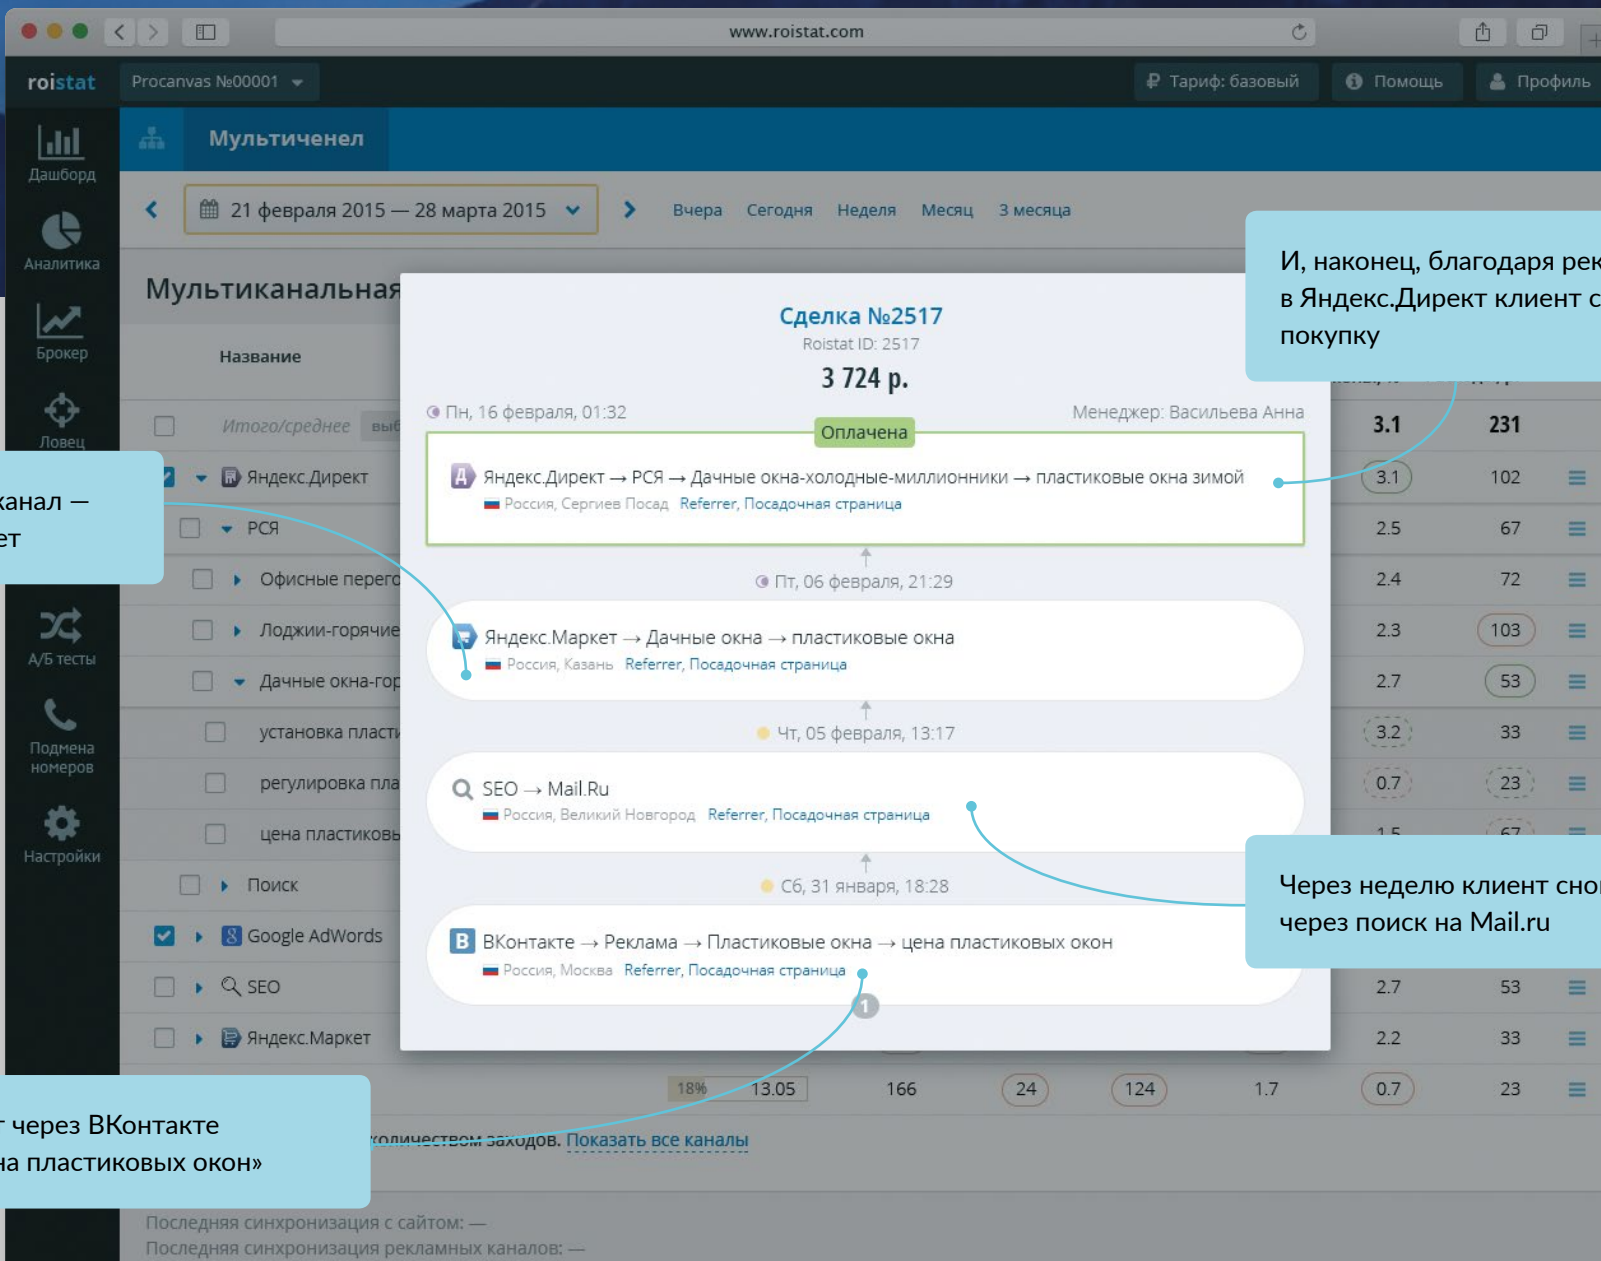 www.roistat.com
roistat
Procanvas №00001
₽ Тариф: базовый
Помощь
Профиль
Дашборд
Аналитика
Брокер
Ловец
А/Б тесты
Подмена
номеров
Настройки
Мультиченел
21 февраля 2015 — 28 марта 2015
Вчера Сегодня Неделя Месяц 3 месяца
Мультиканальная
Название
Итого/среднее
3.1 231
Яндекс.Директ
3.1 102
РСЯ
2.5 67
Офисные перего
2.4 72
Лоджии-горячие
2.3 103
Дачные окна-гор
2.7 53
установка пласти
3.2 33
регулировка пла
0.7 23
цена пластиковы
1.5 67
Поиск
Google AdWords
SEO
2.7 53
Яндекс.Маркет
2.2 33
18% 13.05 166 24 124 1.7 0.7 23
количеством заходов. Показать все каналы
Последняя синхронизация с сайтом: —
Последняя синхронизация рекламных каналов: —
Сделка №2517
Roistat ID: 2517
3 724 р.
Пн, 16 февраля, 01:32
Менеджер: Васильева Анна
Оплачена
Яндекс.Директ → РСЯ → Дачные окна-холодные-миллионники → пластиковые окна зимой
Россия, Сергиев Посад Referrer, Посадочная страница
Пт, 06 февраля, 21:29
Яндекс.Маркет → Дачные окна → пластиковые окна
Россия, Казань Referrer, Посадочная страница
Чт, 05 февраля, 13:17
SEO → Mail.Ru
Россия, Великий Новгород Referrer, Посадочная страница
Сб, 31 января, 18:28
В ВКонтакте → Реклама → Пластиковые окна → цена пластиковых окон
Россия, Москва Referrer, Посадочная страница
1
И, наконец, благодаря рек
в Яндекс.Директ клиент с
покупку
канал —
ет
Через неделю клиент сно
через поиск на Mail.ru
т через ВКонтакте
на пластиковых окон»